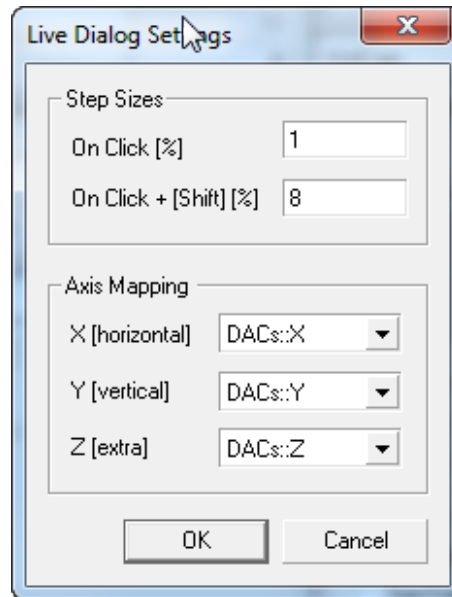 Live Dialog Settings
Step Sizes
On Click [%] 1
On Click + [Shift] [%] 8
Axis Mapping
X [horizontal] DACs::X
Y [vertical] DACs::Y
Z [extra] DACs::Z
OK Cancel